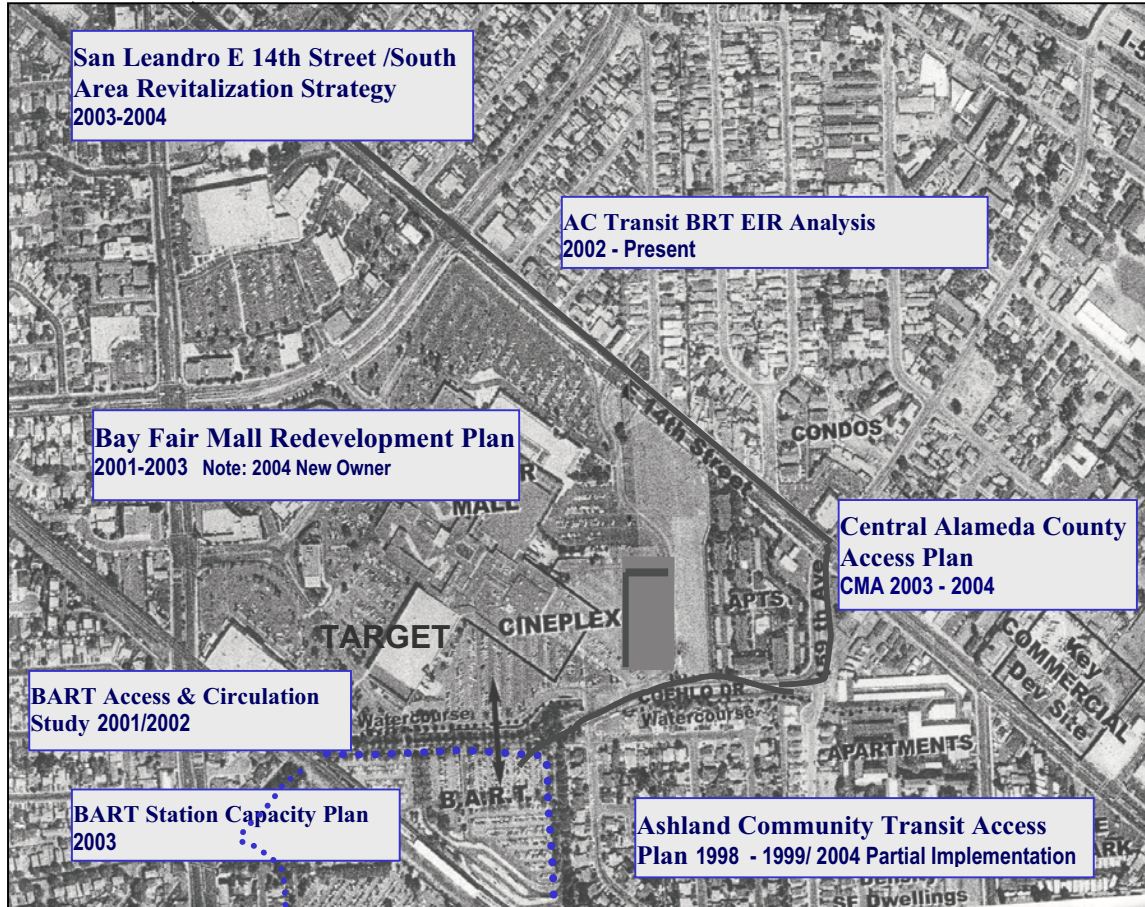 San Leandro E 14th Street /South
Area Revitalization Strategy
2003-2004
AC Transit BRT EIR Analysis
2002 - Present
E 14th Street
CONDOS
Bay Fair Mall Redevelopment Plan
2001-2003 Note: 2004 New Owner
MALL
Central Alameda County
Access Plan
CMA 2003 - 2004
CINEPLEX
APTS
159th Ave
TARGET
Key
COMMERCIAL
Dev Site
BART Access & Circulation
Study 2001/2002
Watercourse
COEHLO DR
Watercourse
APARTMENTS
B.A.R.T.
BART Station Capacity Plan
2003
Ashland Community Transit Access
Plan 1998 - 1999/ 2004 Partial Implementation
SF Dwellings